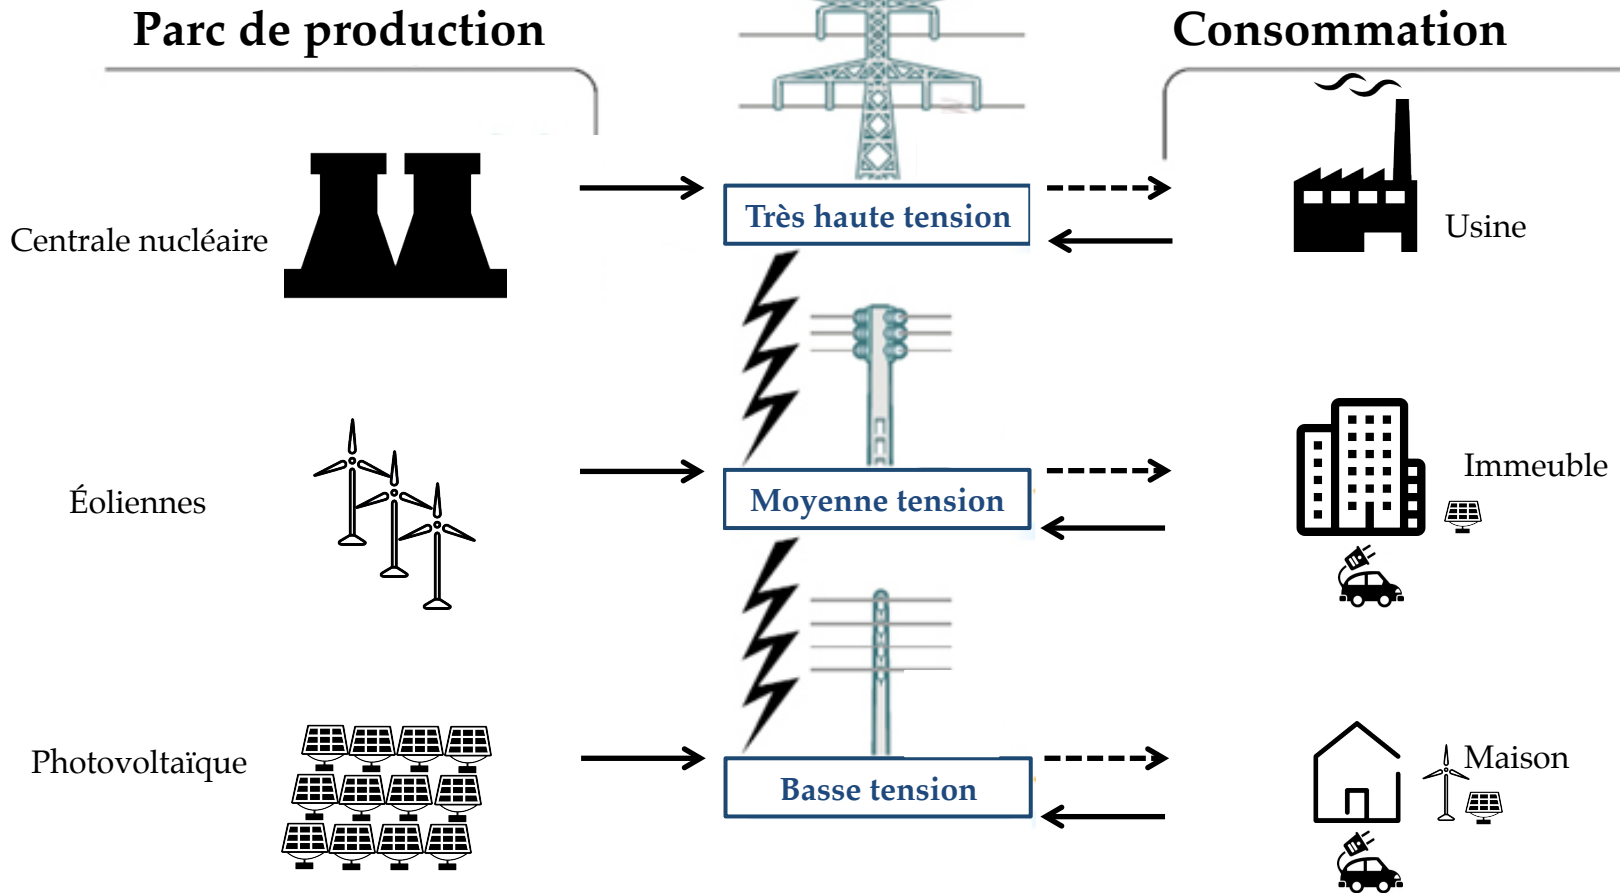 Parc de production
Consommation
Centrale nucléaire
Très haute tension
Usine
Éoliennes
Moyenne tension
Immeuble
Photovoltaïque
Basse tension
Maison